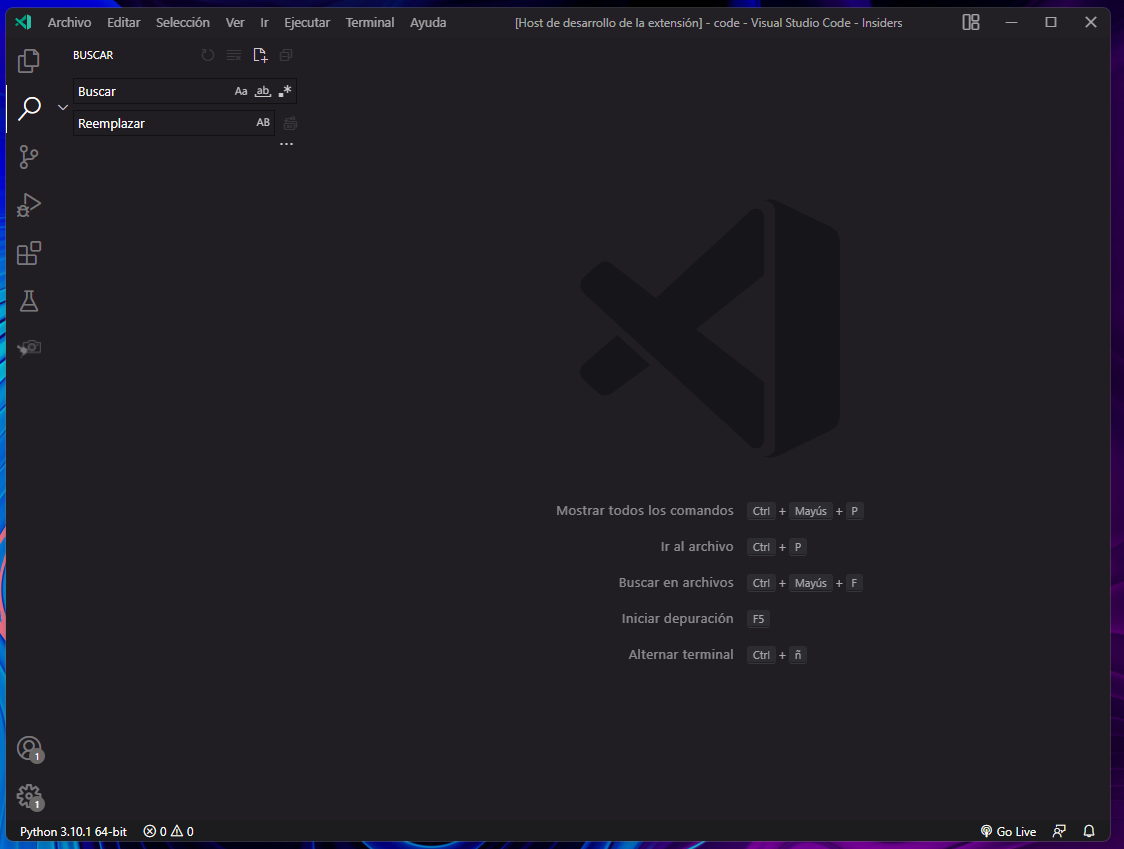 Archivo Editar Selección Ver Ir Ejecutar Terminal Ayuda [Host de desarrollo de la extensión] - code - Visual Studio Code - Insiders
BUSCAR
Buscar Aa ab
Reemplazar AB
Mostrar todos los comandos Ctrl + Mayús + P
Ir al archivo Ctrl + P
Buscar en archivos Ctrl + Mayús + F
Iniciar depuración F5
Alternar terminal Ctrl + ñ
1
1
Python 3.10.1 64-bit 0 0 Go Live